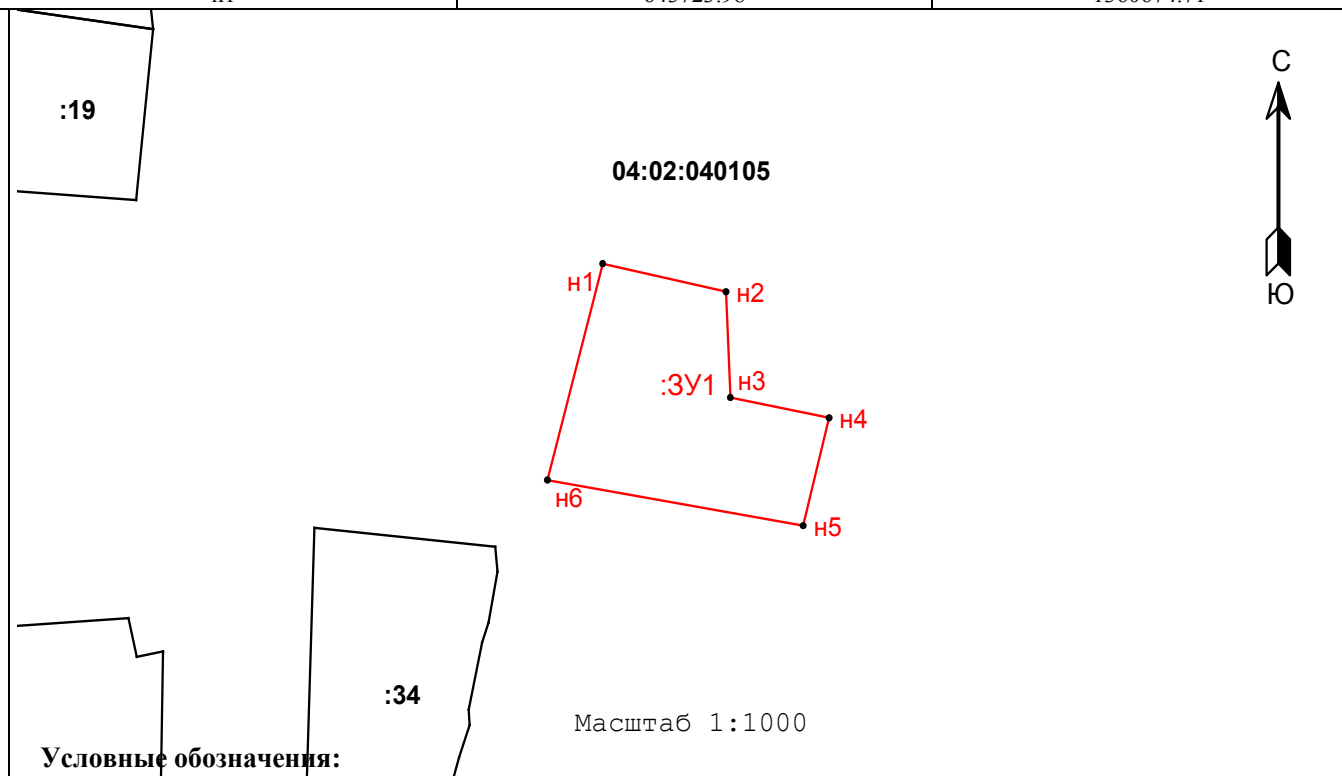 :19
С
04:02:040105
н1
н2
:ЗУ1
н3
н4
Ю
н6
н5
:34
Масштаб 1:1000
Условные обозначения: